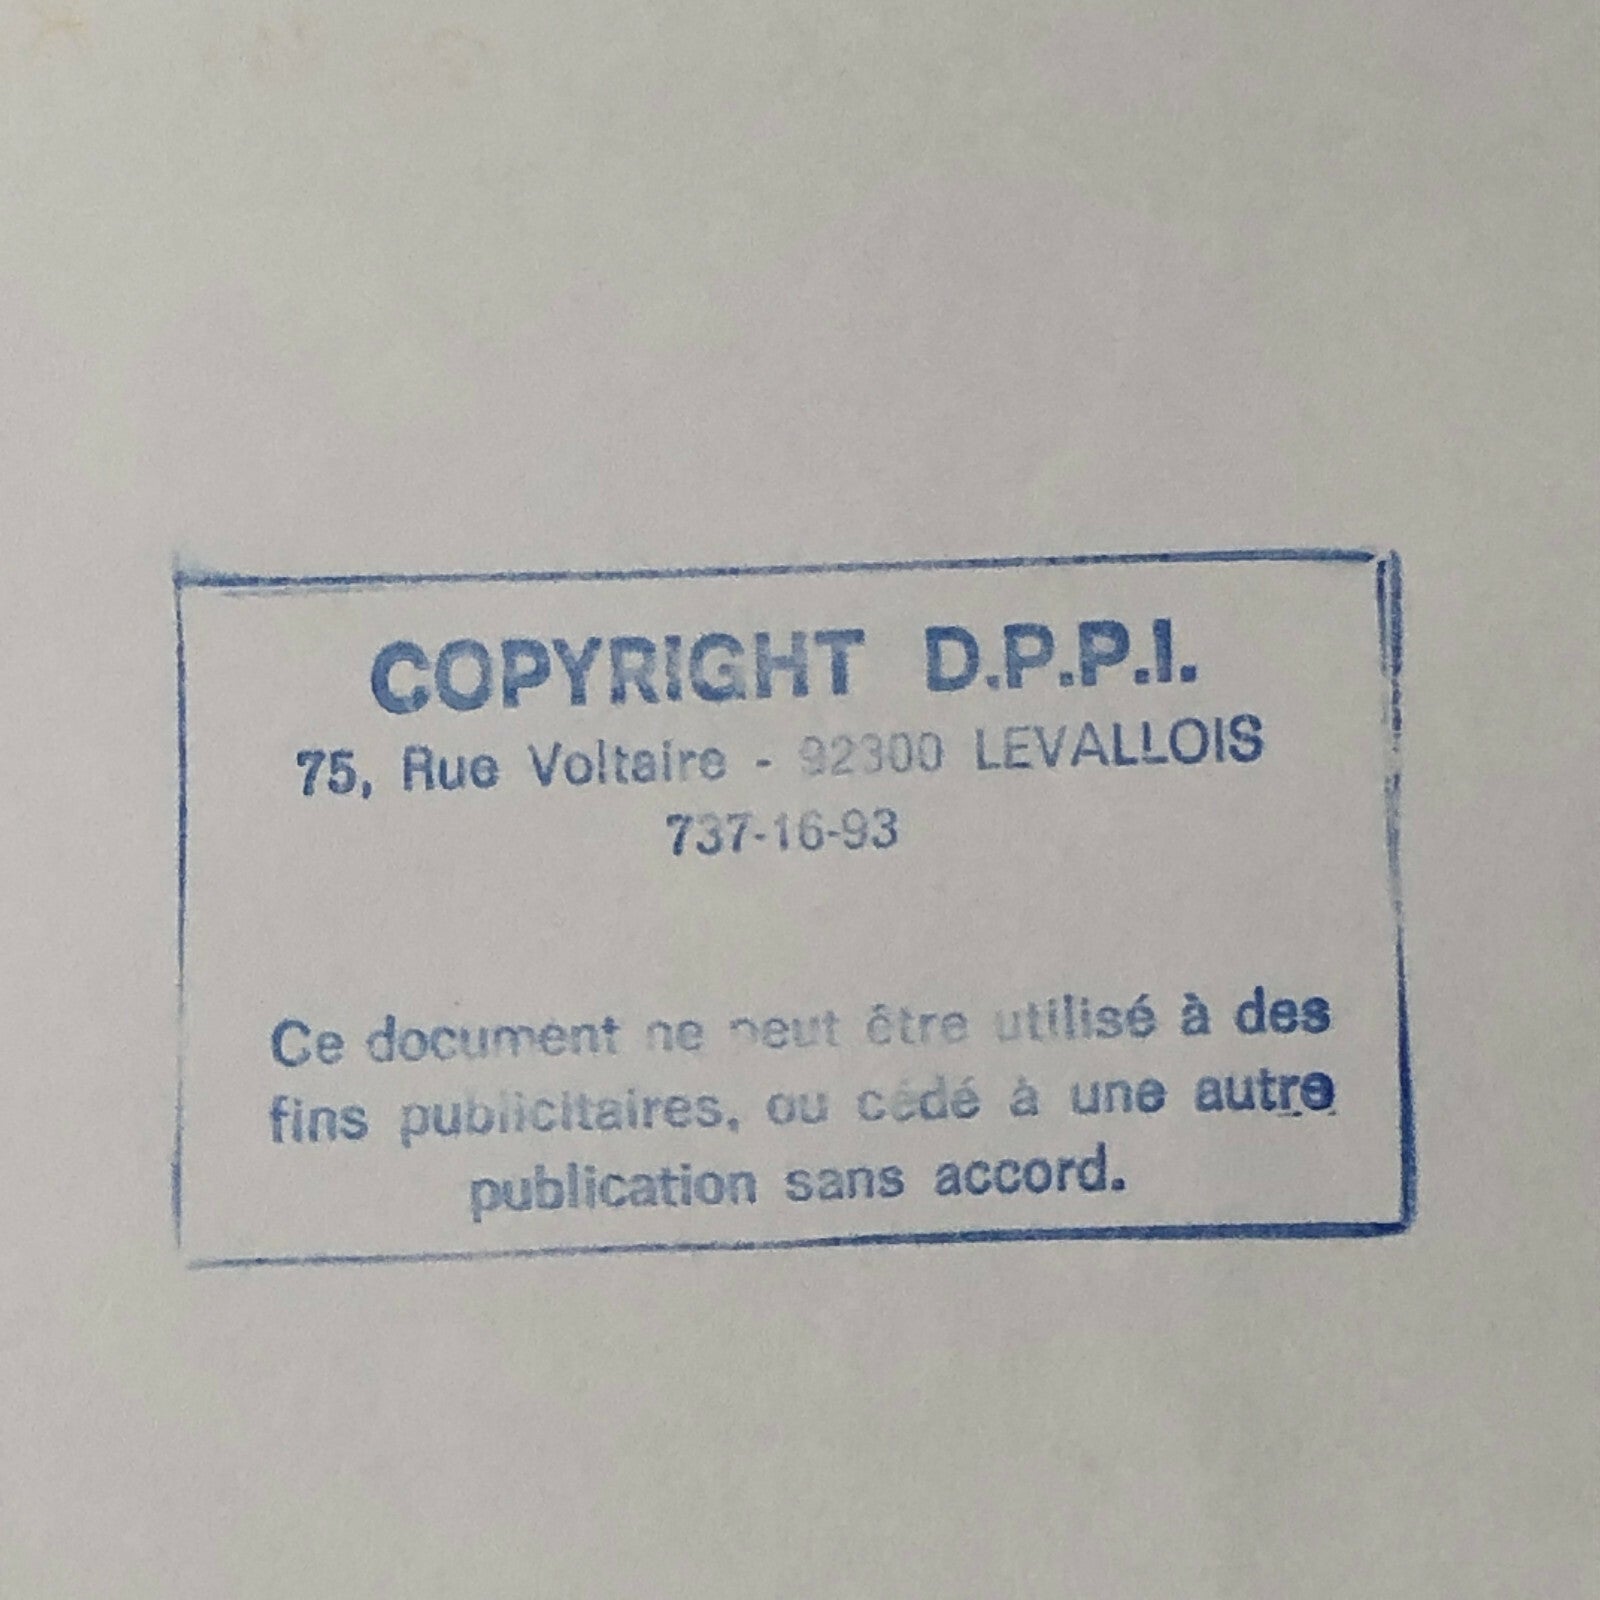 COPYRIGHT D.P.P.I.
75, Rue Voltaire - 92300 LEVALLOIS
737-16-93
Ce document ne peut être utilisé à des
fins publicitaires, ou cédé à une autre
publication sans accord.